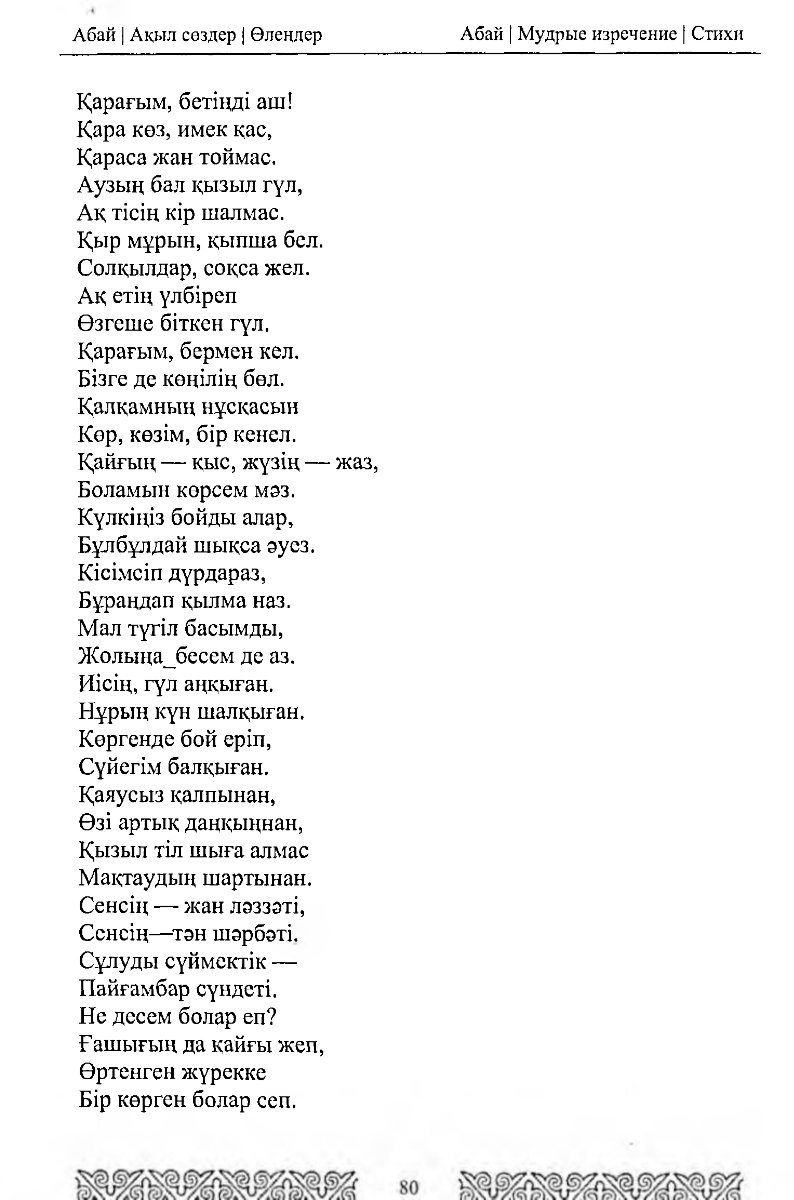 Абай | Ақыл сөздер | Өлеңдер
Абай | Мудрые изречение | Стихи
Қарағым, бетіңді аш!
Қара көз, имек қас,
Қараса жан тоймас.
Аузың бал қызыл гүл,
Ақ тісің кір шалмас.
Қыр мұрын, қыпша бел.
Солқылдар, соқса жел.
Ақ етің үлбіреп
Өзгеше біткен гүл.
Қарағым, бермен кел.
Бізге де көңілің бөл.
Қалқамның нұсқасын
Көр, көзім, бір кенел.
Қайғың — қыс, жүзің — жаз,
Боламын корсем мәз.
Күлкіңіз бойды алар,
Бұлбұлдай шықса әуез.
Кісімсіп дүрдараз,
Бұраңдап қылма наз.
Мал түгіл басымды,
Жолыңа_бесем де аз.
Иісің, гүл аңқыған.
Нұрың күн шалқыған.
Көргенде бой еріп,
Сүйегім балқыған.
Қаяусыз қалпынан,
Өзі артық даңқыңнан,
Қызыл тіл шыға алмас
Мақтаудың шартынан.
Сенсің — жан ләззәті,
Сенсің—тән шәрбәті.
Сұлуды сүймектік —
Пайғамбар сүндеті.
Не десем болар еп?
Ғашығың да қайғы жеп,
Өртенген жүрекке
Бір көрген болар сеп.
80